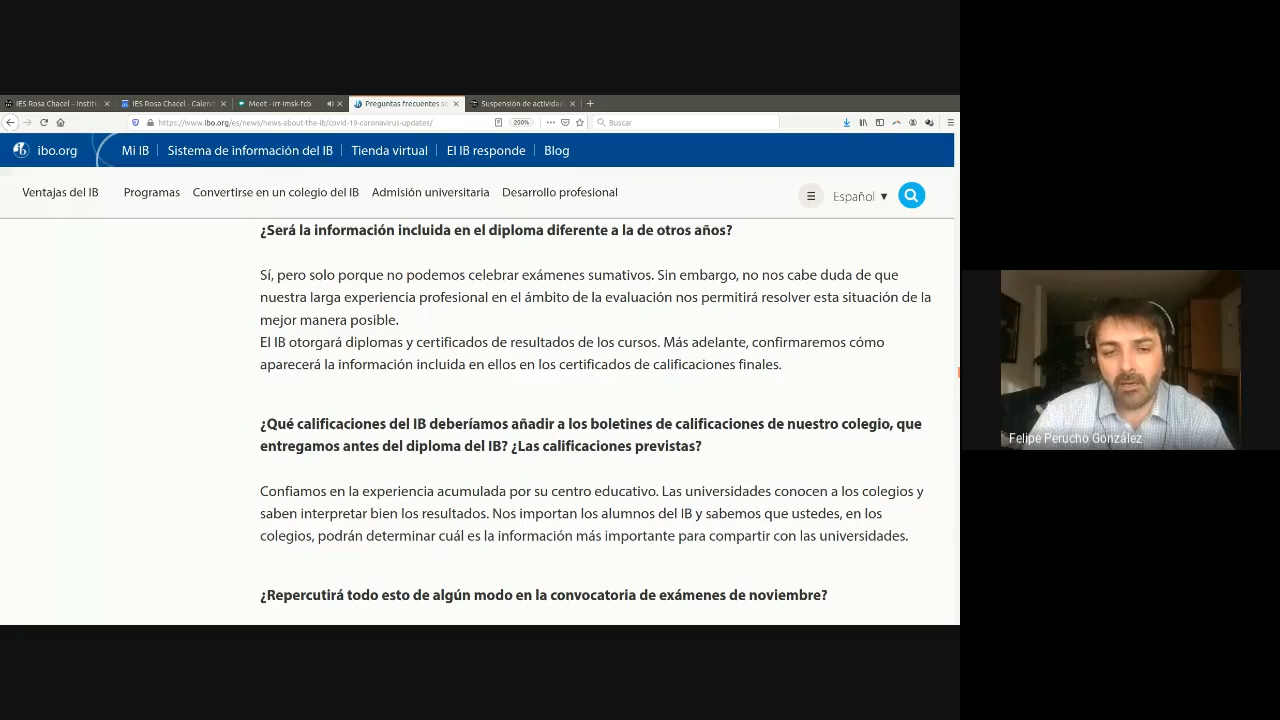 IES Rosa Chacel – Institu
IES Rosa Chacel - Calend
Meet - irr-imsk-fcb
Preguntas frecuentes so
Suspensión de actividad
https://www.ibo.org/es/news/news-about-the-ib/covid-19-coronavirus-updates/
200%
Buscar
ibo.org
Mi IB
Sistema de información del IB
Tienda virtual
El IB responde
Blog
Ventajas del IB
Programas
Convertirse en un colegio del IB
Admisión universitaria
Desarrollo profesional
Español
¿Será la información incluida en el diploma diferente a la de otros años?
Sí, pero solo porque no podemos celebrar exámenes sumativos. Sin embargo, no nos cabe duda de que
nuestra larga experiencia profesional en el ámbito de la evaluación nos permitirá resolver esta situación de la
mejor manera posible.
El IB otorgará diplomas y certificados de resultados de los cursos. Más adelante, confirmaremos cómo
aparecerá la información incluida en ellos en los certificados de calificaciones finales.
¿Qué calificaciones del IB deberíamos añadir a los boletines de calificaciones de nuestro colegio, que
entregamos antes del diploma del IB? ¿Las calificaciones previstas?
Confiamos en la experiencia acumulada por su centro educativo. Las universidades conocen a los colegios y
saben interpretar bien los resultados. Nos importan los alumnos del IB y sabemos que ustedes, en los
colegios, podrán determinar cuál es la información más importante para compartir con las universidades.
¿Repercutirá todo esto de algún modo en la convocatoria de exámenes de noviembre?
Felipe Perucho González